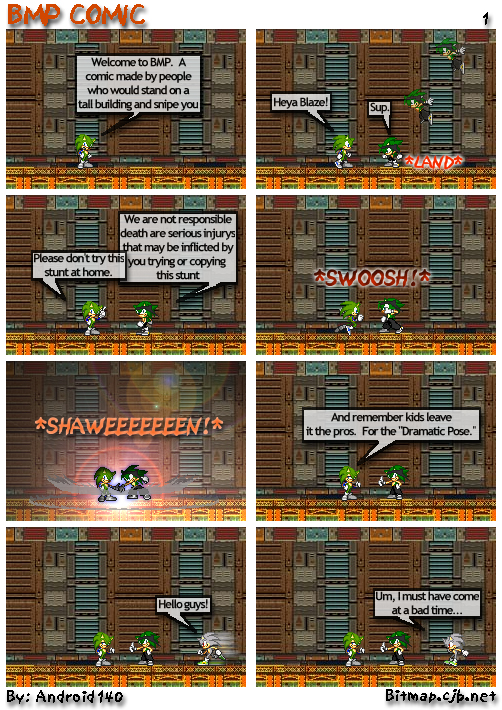 BMP COMIC
1
Welcome to BMP. A
comic made by people
who would stand on a
tall building and snipe you
Heya Blaze!
Sup.
*LAND*
Please don't try this
stunt at home.
We are not responsible
death are serious injurys
that may be inflicted by
you trying or copying
this stunt
*SWOOSH!*
*SHAWEEEEEEEN!*
And remember kids leave
it the pros. For the "Dramatic Pose."
Hello guys!
Um, I must have come
at a bad time...
By: Android140
Bitmap.cjb.net